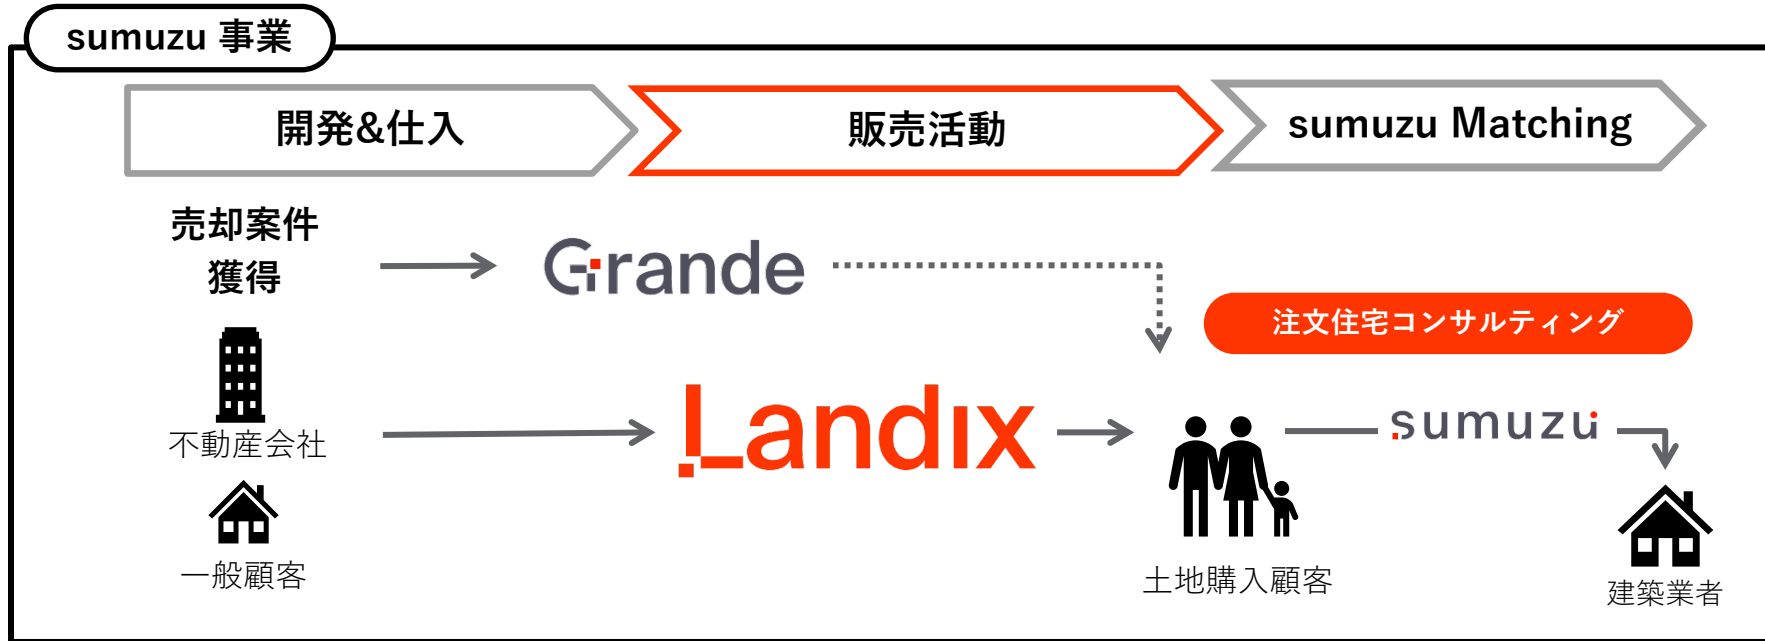 sumuzu 事業
開発&仕入
販売活動
sumuzu Matching
売却案件
獲得
Grande
注文住宅コンサルティング
Landix
不動産会社
sumuzu
一般顧客
土地購入顧客
建築業者